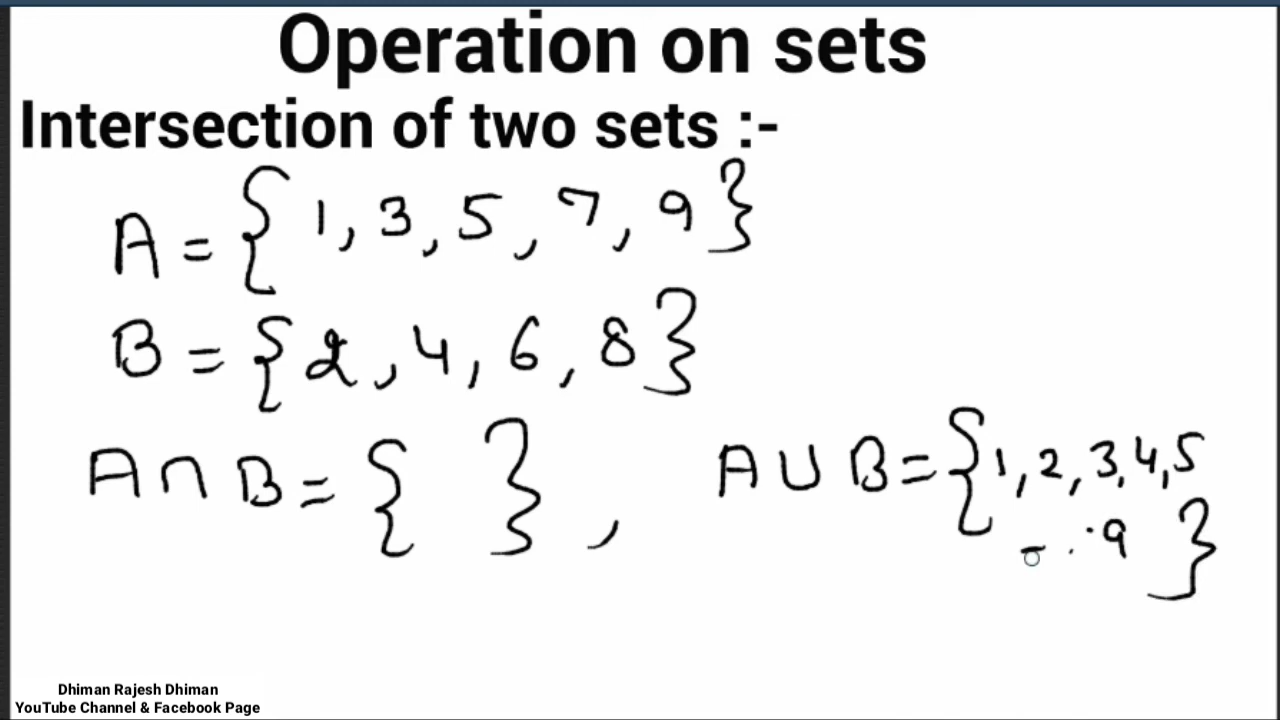 Operation on sets
Intersection of two sets :-
A = { 1, 3, 5, 7, 9 }
B = { 2, 4, 6, 8 }
A ∩ B = { } , A ∪ B = { 1, 2, 3, 4, 5
- . . 9 }
Dhiman Rajesh Dhiman
YouTube Channel & Facebook Page